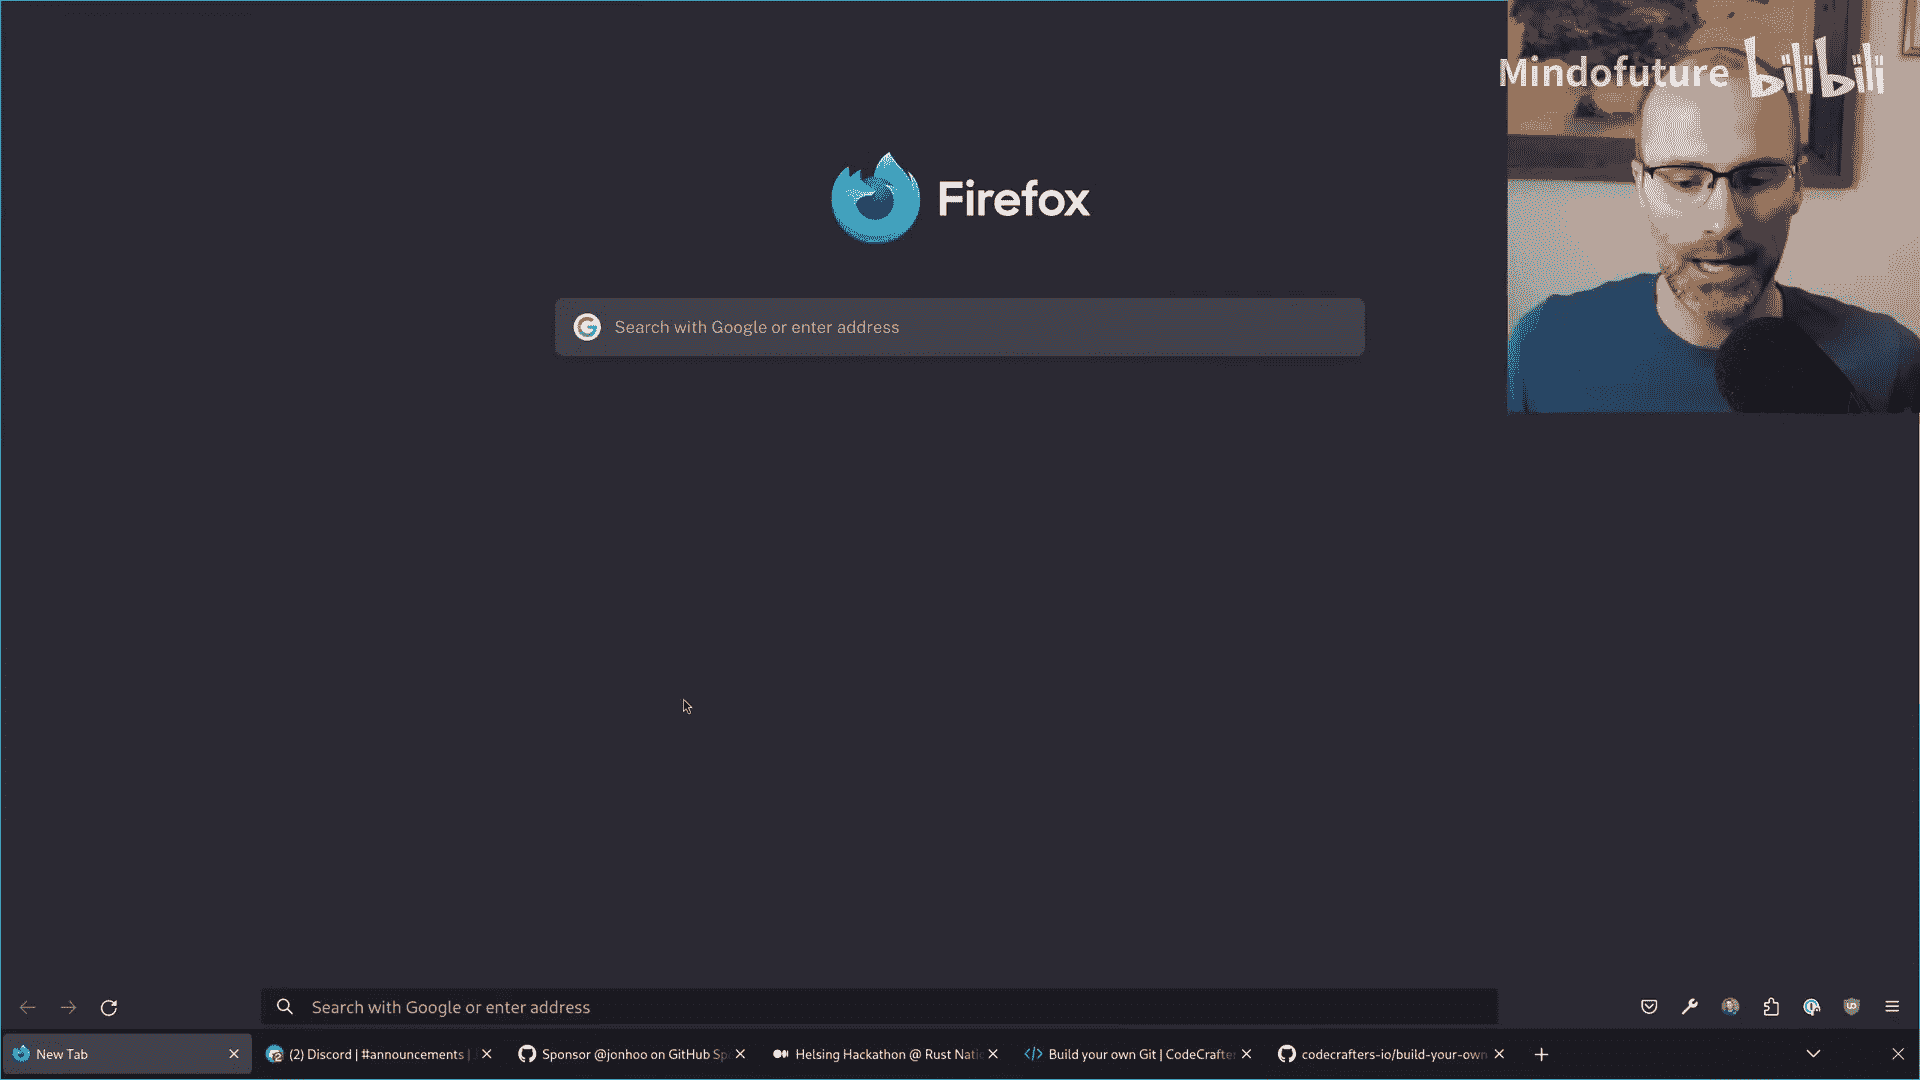 Mindofuture bilibili
Firefox
Search with Google or enter address
Search with Google or enter address
New Tab
(2) Discord | #announcements |
Sponsor @jonhoo on GitHub Sp
Helsing Hackathon @ Rust Nati
Build your own Git | CodeCrafte
codecrafters-io/build-your-own